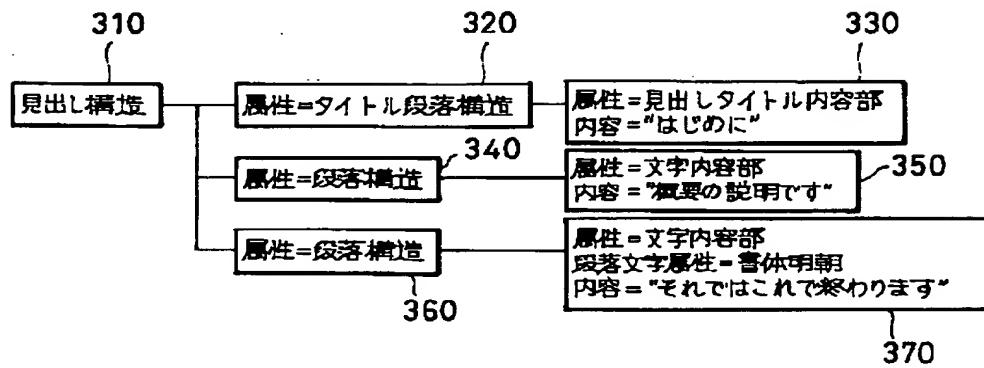 310
320
330
見出し構造
属性=タイトル段落構造
属性=見出しタイトル内容部
内容="はじめに"
340
属性=段落構造
属性=文字内容部
内容="概要の説明です"
350
属性=段落構造
属性=文字内容部
段落文字属性=書体明朝
内容="それではこれで終わります"
360
370